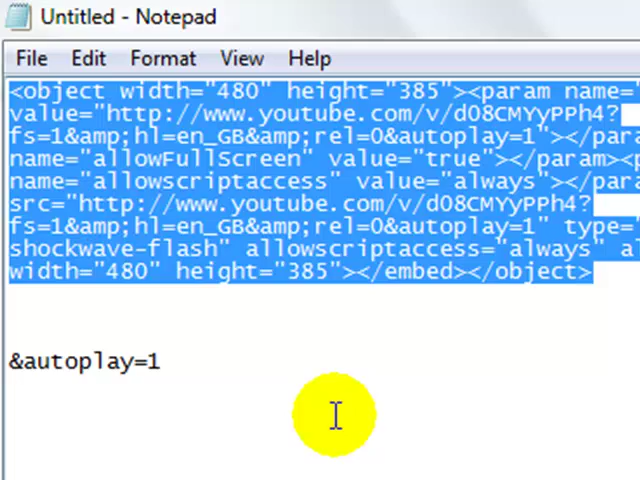 Untitled - Notepad
File Edit Format View Help
<object width="480" height="385"><param name="
value="http://www.youtube.com/v/d08CMYyPPh4?
fs=1&amp;hl=en_GB&amp;rel=0&autoplay=1"></par
name="allowFullScreen" value="true"></param><p
name="allowscriptaccess" value="always"></para
src="http://www.youtube.com/v/d08CMYyPPh4?
fs=1&amp;hl=en_GB&amp;rel=0&autoplay=1" type="
shockwave-flash" allowscriptaccess="always" al
width="480" height="385"></embed></object>
&autoplay=1